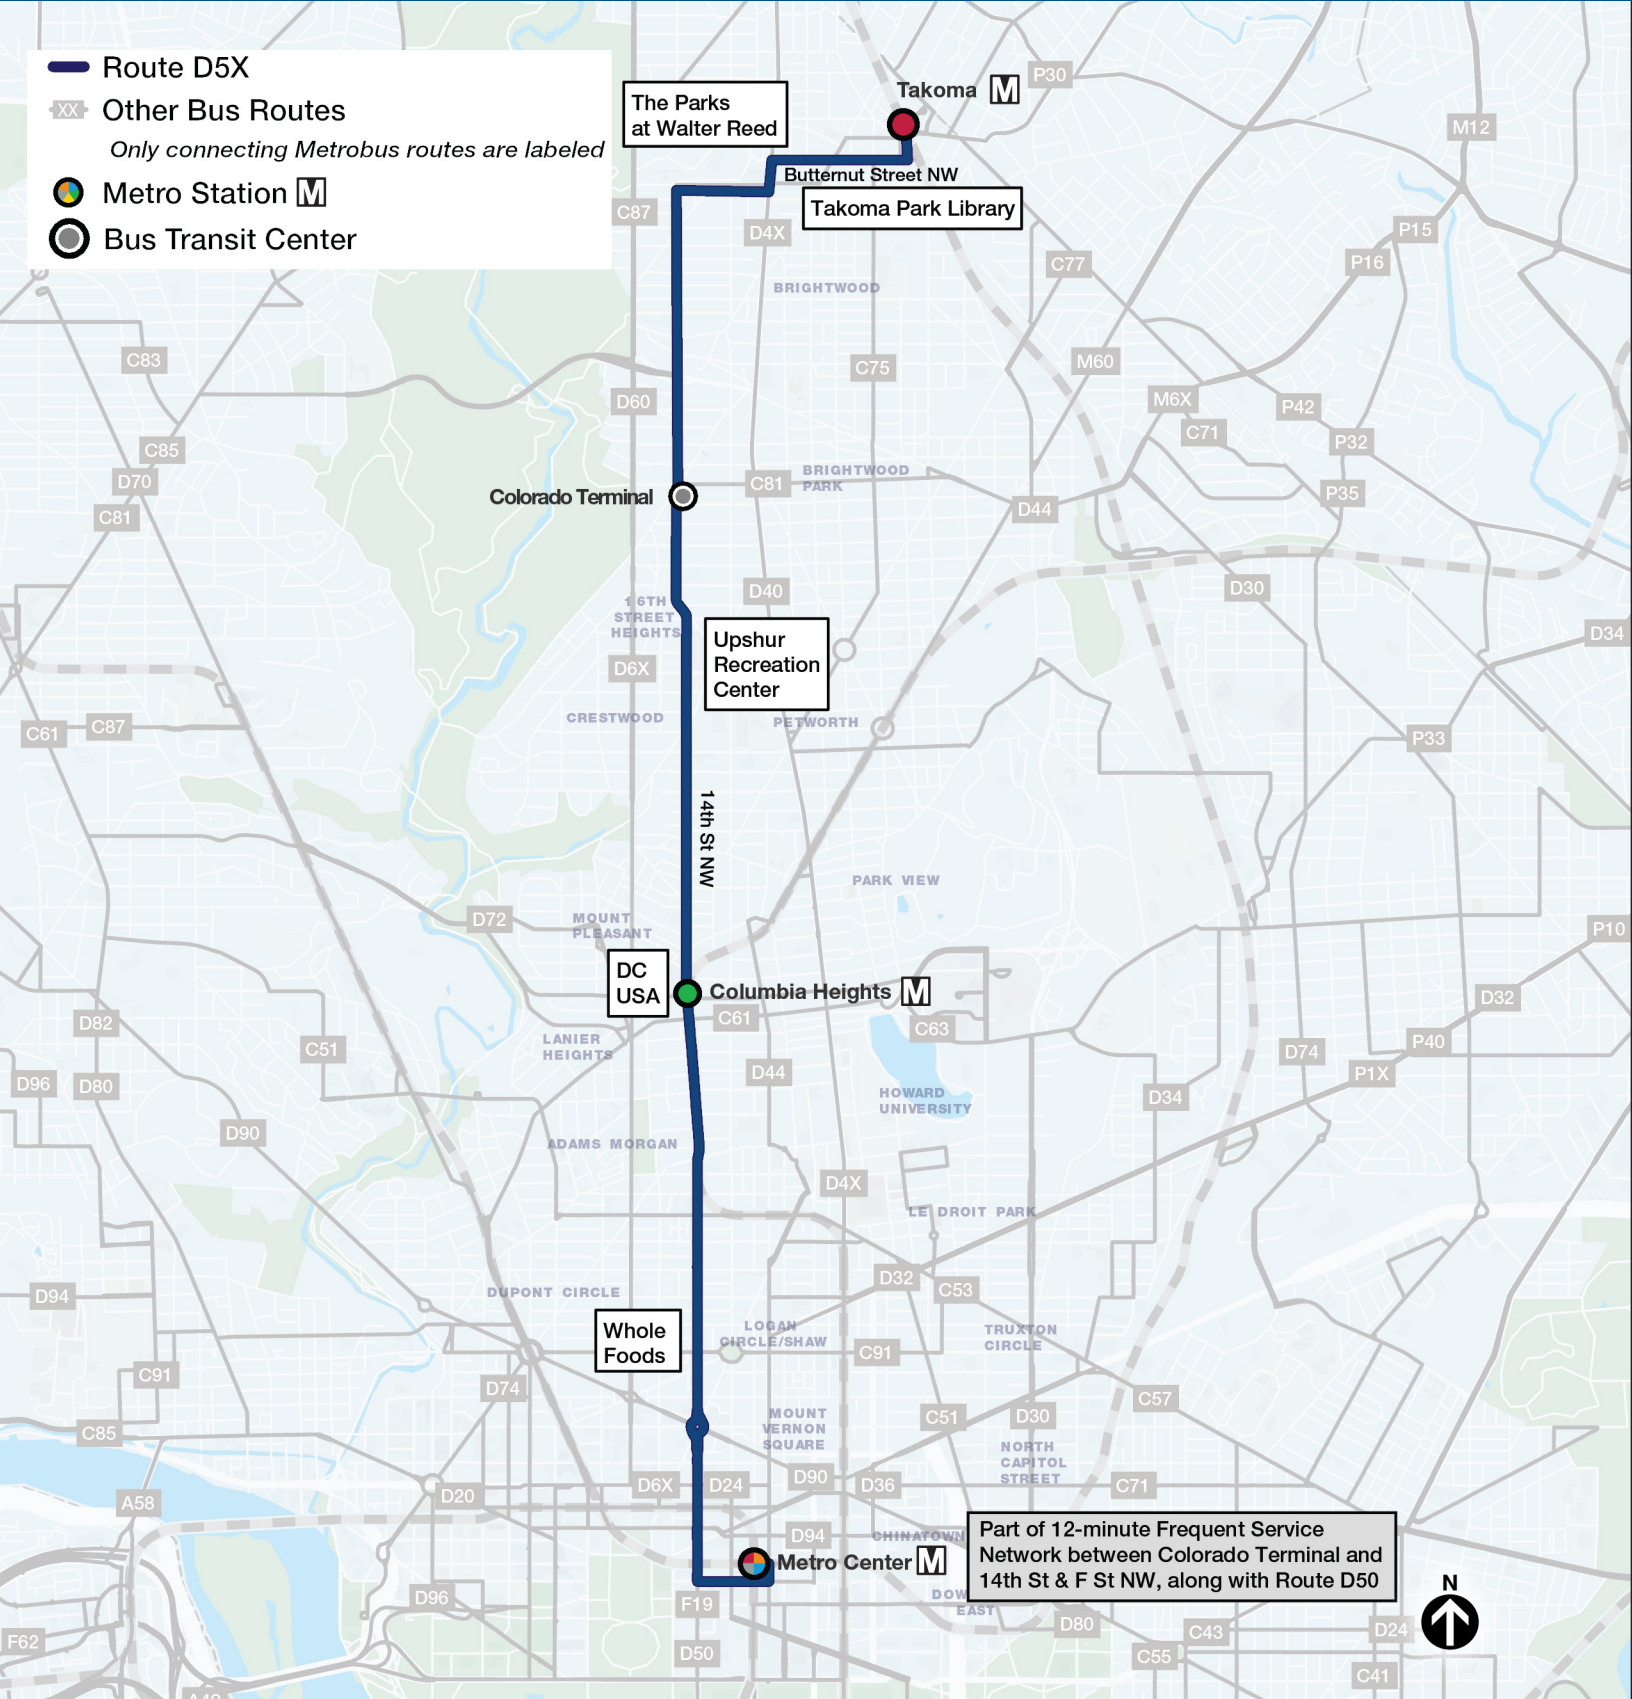 Route D5X
XX Other Bus Routes
Only connecting Metrobus routes are labeled
Metro Station M
Bus Transit Center
The Parks
at Walter Reed
Takoma M
P30
M12
Butternut Street NW
Takoma Park Library
C87
D4X
P15
P16
C77
BRIGHTWOOD
C83
C75
M60
D60
M6X
P42
C71
P32
C85
D70
C81
BRIGHTWOOD
PARK
C81
P35
Colorado Terminal
D44
D40
D30
16TH
STREET
HEIGHTS
D34
Upshur
Recreation
Center
D6X
CRESTWOOD
PETWORTH
C61
C87
P33
14th St NW
PARK VIEW
D72
MOUNT
PLEASANT
P10
DC
USA
Columbia Heights M
D32
C61
C63
D82
C51
LANIER
HEIGHTS
P40
D74
D44
P1X
D96
D80
HOWARD
UNIVERSITY
D34
D90
ADAMS MORGAN
D4X
LE DROIT PARK
D32
C53
D94
DUPONT CIRCLE
Whole
Foods
LOGAN
CIRCLE/SHAW
C91
TRUXTON
CIRCLE
C91
D74
C57
C51
D30
MOUNT
VERNON
SQUARE
C85
NORTH
CAPITOL
STREET
D6X
D24
D90
D36
C71
A58
D20
D94
CHINATOWN
Metro Center M
Part of 12-minute Frequent Service
Network between Colorado Terminal and
14th St & F St NW, along with Route D50
N
D96
F19
EAST
D80
C43
D24
F62
D50
C55
C41